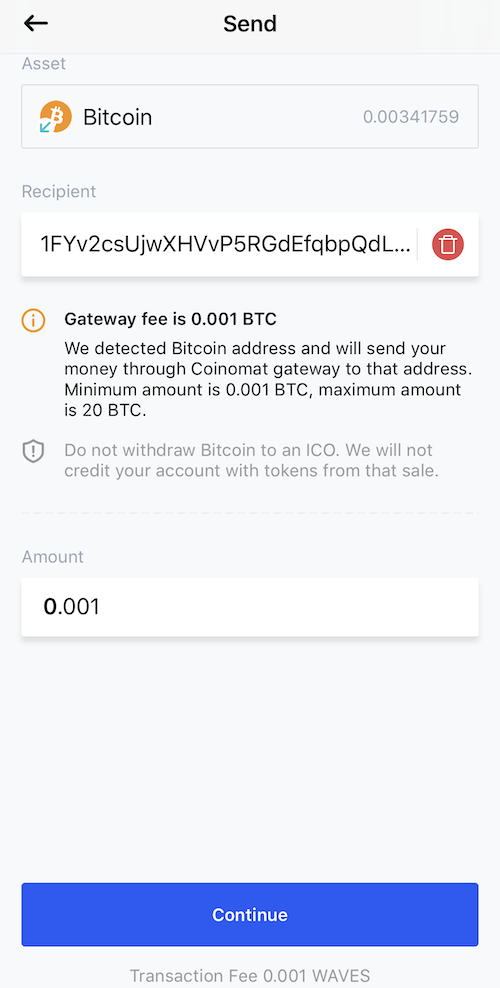 Send
Asset
Bitcoin 0.00341759
Recipient
1FYv2csUjwXHVvP5RGdEfqbpQdL...
Gateway fee is 0.001 BTC
We detected Bitcoin address and will send your
money through Coinomat gateway to that address.
Minimum amount is 0.001 BTC, maximum amount
is 20 BTC.
Do not withdraw Bitcoin to an ICO. We will not
credit your account with tokens from that sale.
Amount
0.001
Continue
Transaction Fee 0.001 WAVES